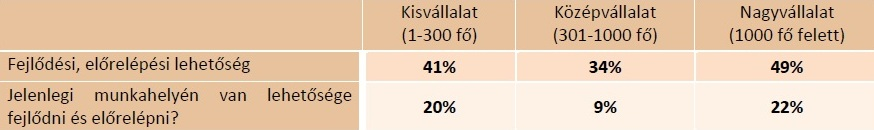 Kisvállalat Középvállalat Nagyvállalat
(1-300 fő) (301-1000 fő) (1000 fő felett)
Fejlődési, előrelépési lehetőség 41% 34% 49%
Jelenlegi munkahelyén van lehetősége
fejlődni és előrelépni? 20% 9% 22%